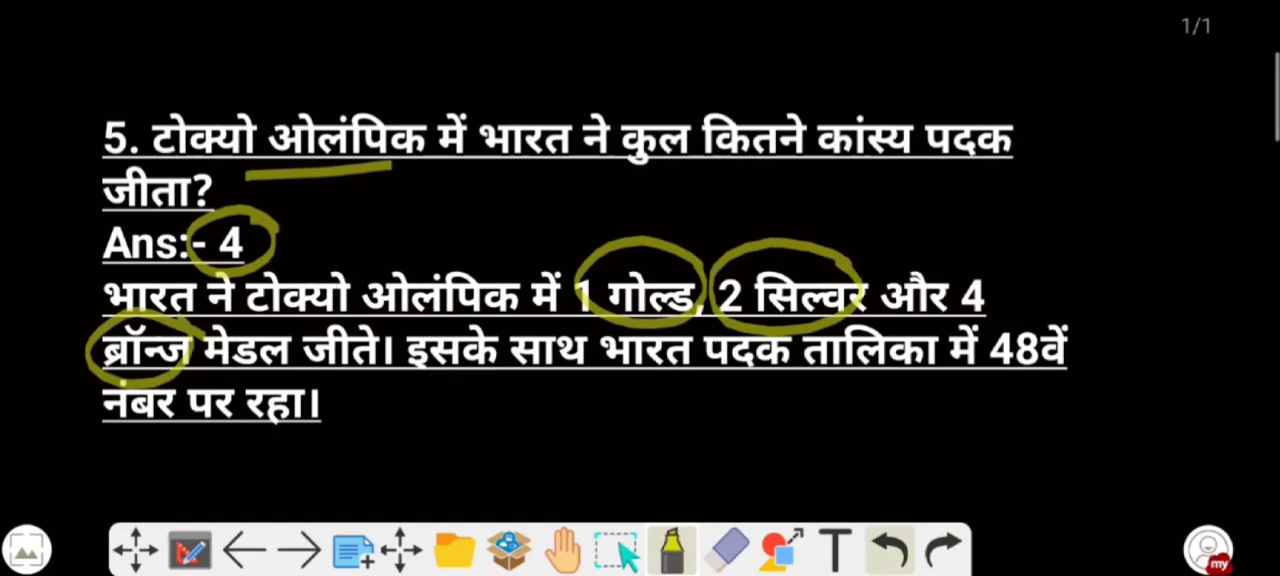 1/1
5. टोक्यो ओलंपिक में भारत ने कुल कितने कांस्य पदक
जीता?
Ans:- 4
भारत ने टोक्यो ओलंपिक में 1 गोल्ड, 2 सिल्वर और 4
ब्रॉन्ज मेडल जीते। इसके साथ भारत पदक तालिका में 48वें
नंबर पर रहा।
T
my